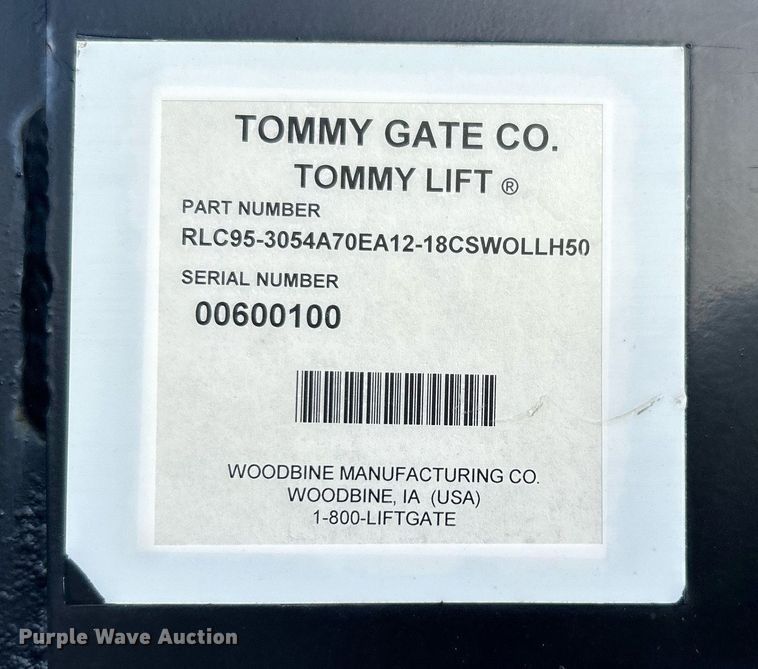 TOMMY GATE CO.
TOMMY LIFT ®
PART NUMBER
RLC95-3054A70EA12-18CSWOLLH50
SERIAL NUMBER
00600100
WOODBINE MANUFACTURING CO.
WOODBINE, IA (USA)
1-800-LIFTGATE
Purple Wave Auction